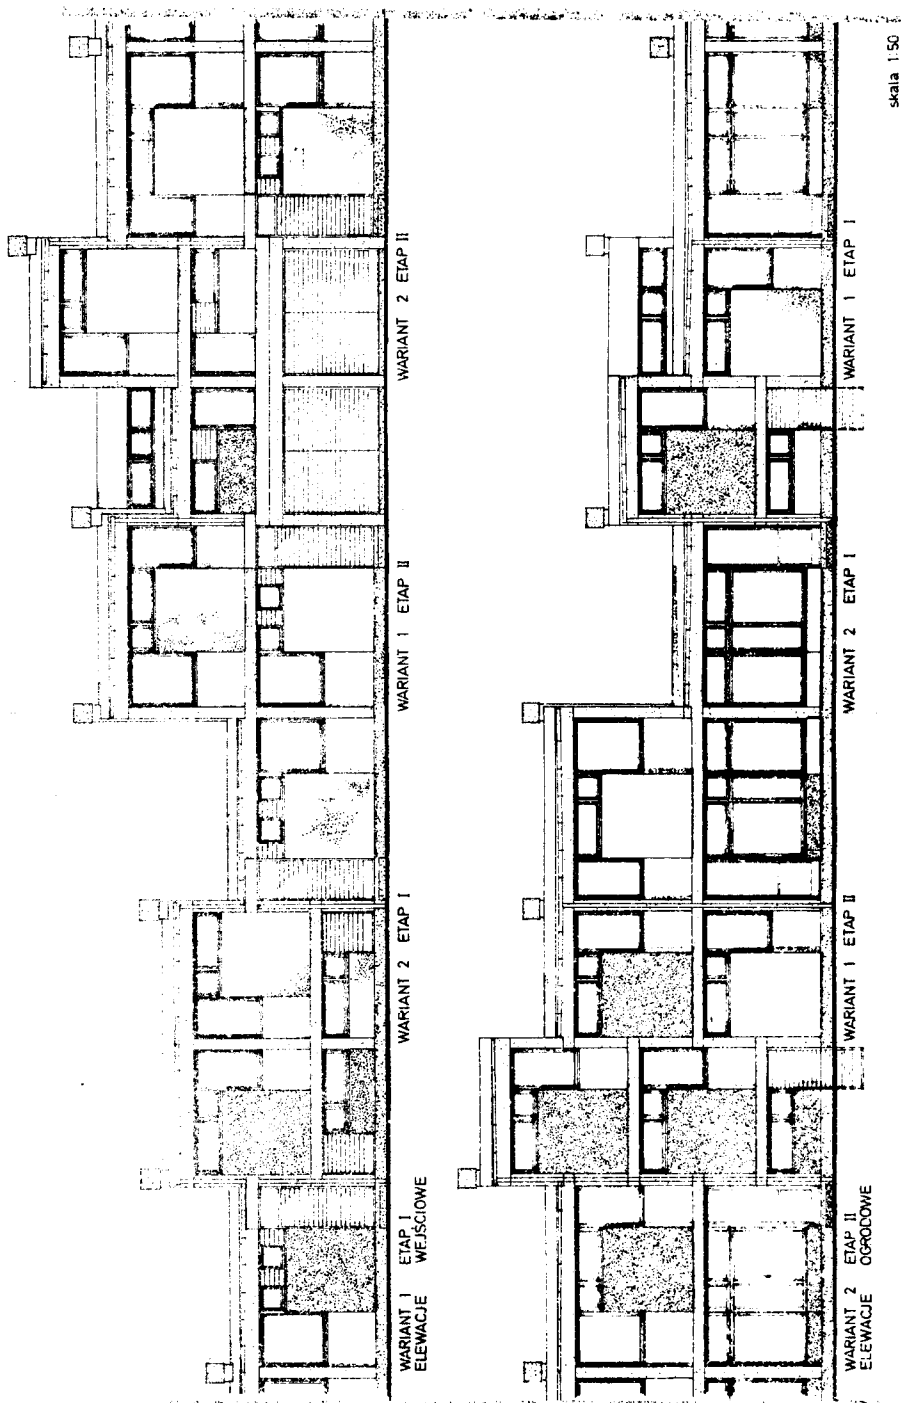 WARIANT 1 ETAP I
ELEWACJE WEJŚCIOWE
WARIANT 2 ETAP I
WARIANT 1 ETAP II
WARIANT 2 ETAP II
WARIANT 2 ETAP II
ELEWACJE OGRODOWE
WARIANT 1 ETAP II
WARIANT 2 ETAP I
WARIANT 1 ETAP I
skala 1:50